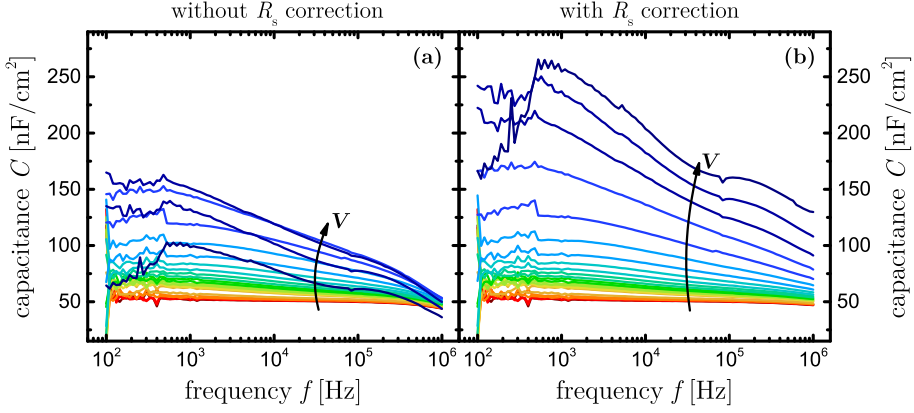 without R_s correction
with R_s correction
capacitance C [nF/cm²]
250
200
150
100
50
(a)
V
10² 10³ 10⁴ 10⁵ 10⁶
frequency f [Hz]
(b)
V
10² 10³ 10⁴ 10⁵ 10⁶
frequency f [Hz]
250
200
150
100
50
capacitance C [nF/cm²]